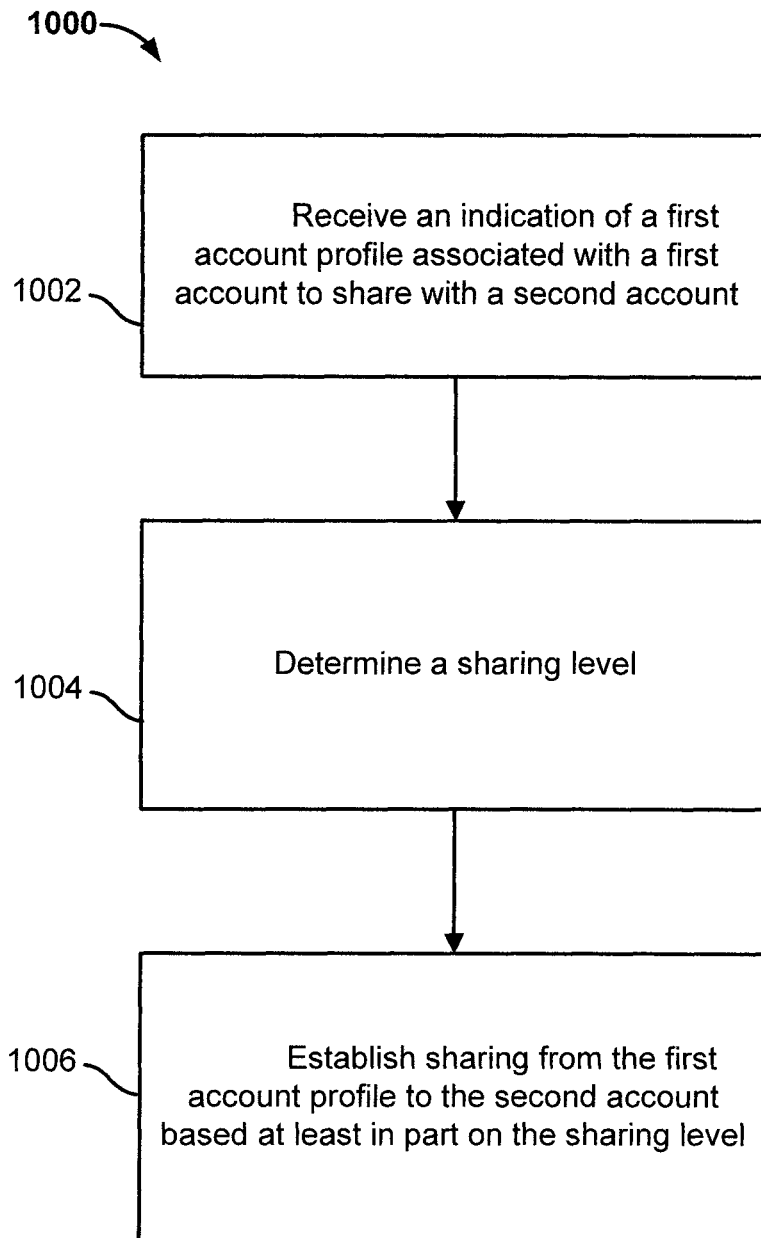 1000
Receive an indication of a first
account profile associated with a first
account to share with a second account
1002
Determine a sharing level
1004
Establish sharing from the first
account profile to the second account
based at least in part on the sharing level
1006